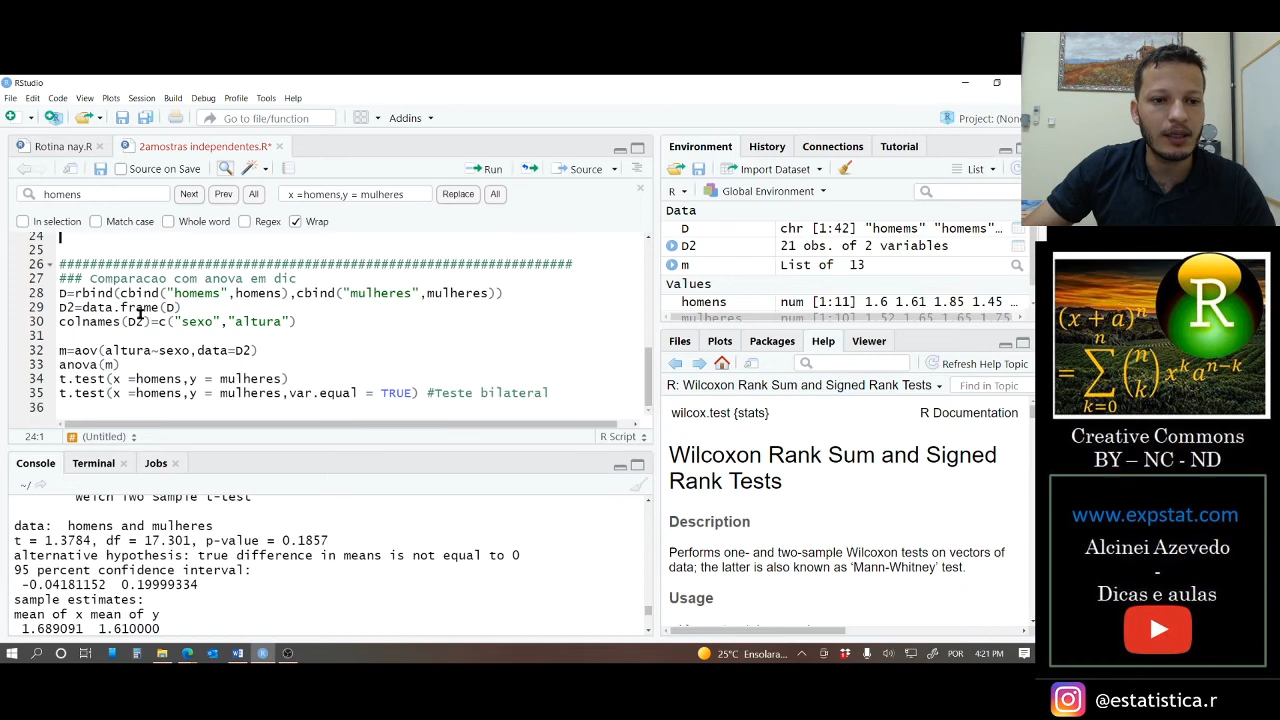 RStudio
File Edit Code View Plots Session Build Debug Profile Tools Help
Go to file/function Addins Project: (None
Rotina nay.R 2amostras independentes.R*
Source on Save Run Source
homens Next Prev All x =homens,y = mulheres Replace All
In selection Match case Whole word Regex Wrap
24
25
26 ##################################################################
27 ### Comparacao com anova em dic
28 D=rbind(cbind("homems",homens),cbind("mulheres",mulheres))
29 D2=data.frame(D)
30 colnames(D2)=c("sexo","altura")
31
32 m=aov(altura~sexo,data=D2)
33 anova(m)
34 t.test(x =homens,y = mulheres)
35 t.test(x =homens,y = mulheres,var.equal = TRUE) #Teste bilateral
36
24:1 (Untitled) R Script
Console Terminal Jobs
~/
Welch Two Sample t-test
data: homens and mulheres
t = 1.3784, df = 17.301, p-value = 0.1857
alternative hypothesis: true difference in means is not equal to 0
95 percent confidence interval:
-0.04181152 0.19999334
sample estimates:
mean of x mean of y
1.689091 1.610000
Environment History Connections Tutorial
Import Dataset List
R Global Environment
Data
D chr [1:42] "homems" "homems"…
D2 21 obs. of 2 variables
m List of 13
Values
homens num [1:11] 1.6 1.61 1.85 1.45 …
Files Plots Packages Help Viewer
Refresh Help Topic
R: Wilcoxon Rank Sum and Signed Rank Tests Find in Topic
wilcox.test {stats} R Documentation
Wilcoxon Rank Sum and Signed
Rank Tests
Description
Performs one- and two-sample Wilcoxon tests on vectors of
data; the latter is also known as ‘Mann-Whitney’ test.
Usage
25°C Ensolara... POR 4:21 PM
(x + a)^n
= ∑ n k=0 (n k) x^k a^n−k
R
Creative Commons
BY – NC - ND
www.expstat.com
Alcinei Azevedo
-
Dicas e aulas
@estatistica.r